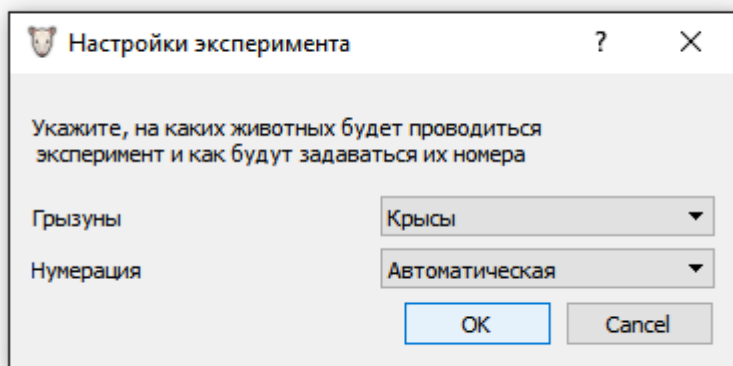 Настройки эксперимента
?
Укажите, на каких животных будет проводиться
эксперимент и как будут задаваться их номера
Грызуны Крысы
Нумерация Автоматическая
OK Cancel